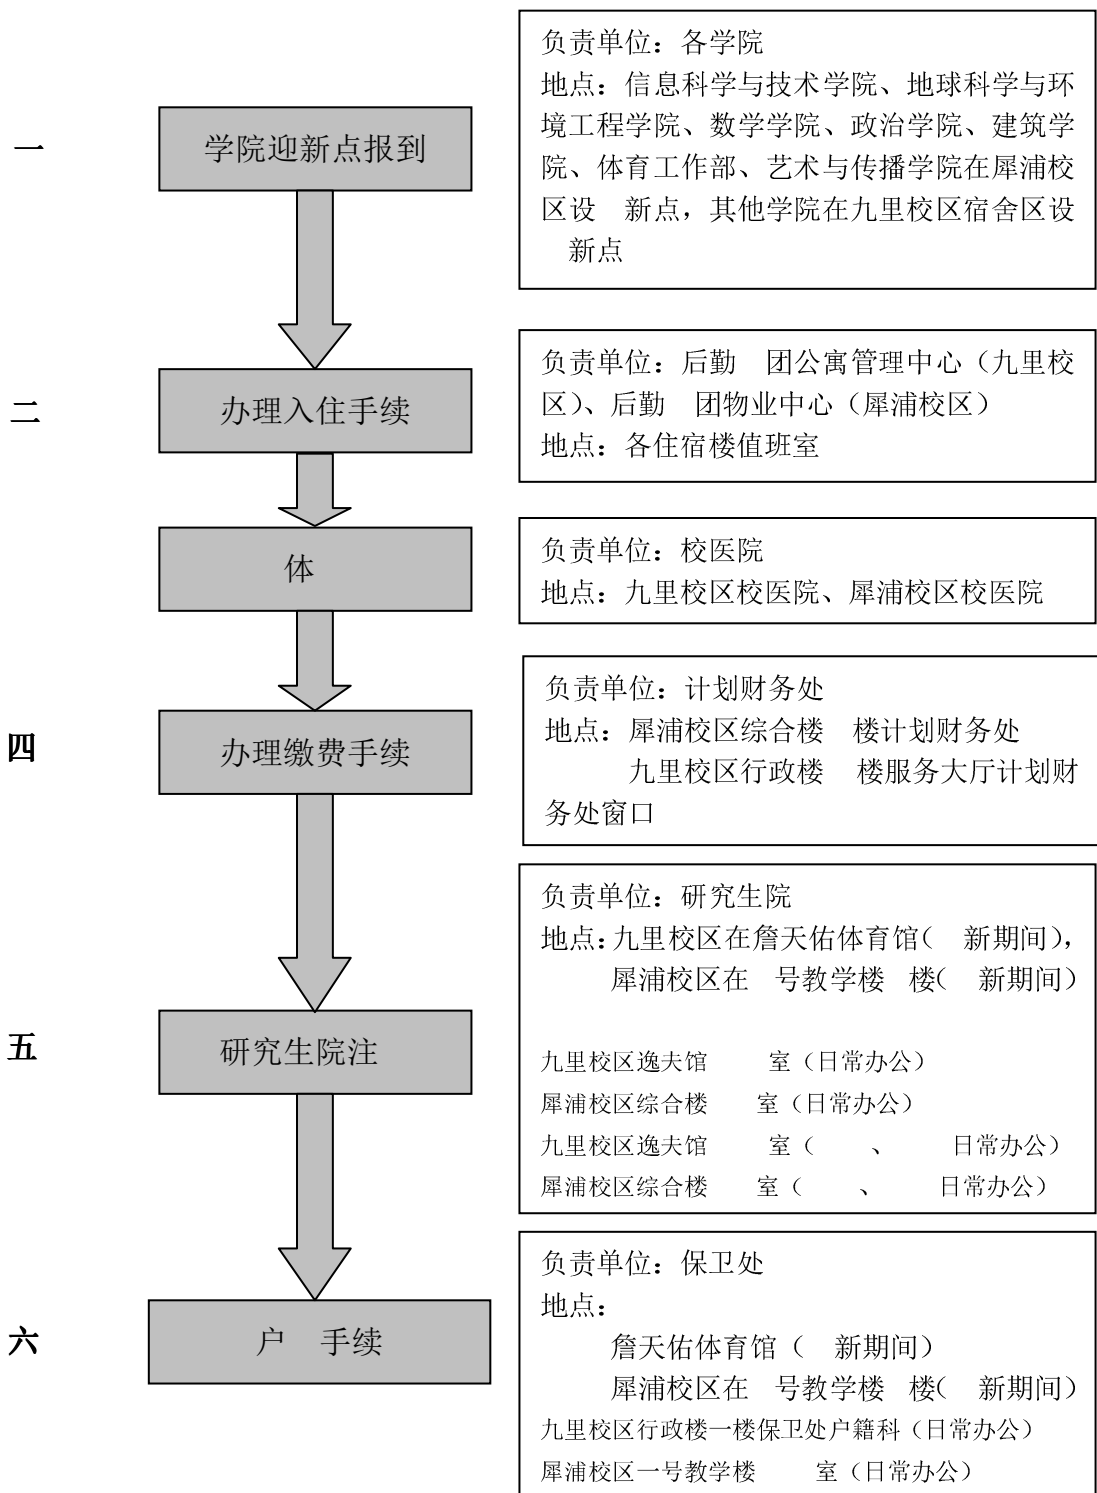 一
学院迎新点报到
负责单位：各学院
地点：信息科学与技术学院、地球科学与环
境工程学院、数学学院、政治学院、建筑学
院、体育工作部、艺术与传播学院在犀浦校
区设　新点，其他学院在九里校区宿舍区设
　新点
二
办理入住手续
负责单位：后勤　团公寓管理中心（九里校
区）、后勤　团物业中心（犀浦校区）
地点：各住宿楼值班室
体
负责单位：校医院
地点：九里校区校医院、犀浦校区校医院
四
办理缴费手续
负责单位：计划财务处
地点：犀浦校区综合楼　楼计划财务处
九里校区行政楼　楼服务大厅计划财
务处窗口
五
研究生院注
负责单位：研究生院
地点：九里校区在詹天佑体育馆（　新期间），
犀浦校区在　号教学楼　楼（　新期间）
九里校区逸夫馆　　室（日常办公）
犀浦校区综合楼　　室（日常办公）
九里校区逸夫馆　　室（　　、　　日常办公）
犀浦校区综合楼　　室（　　、　　日常办公）
六
户　手续
负责单位：保卫处
地点：
詹天佑体育馆（　新期间）
犀浦校区在　号教学楼　楼（　新期间）
九里校区行政楼一楼保卫处户籍科（日常办公）
犀浦校区一号教学楼　　室（日常办公）